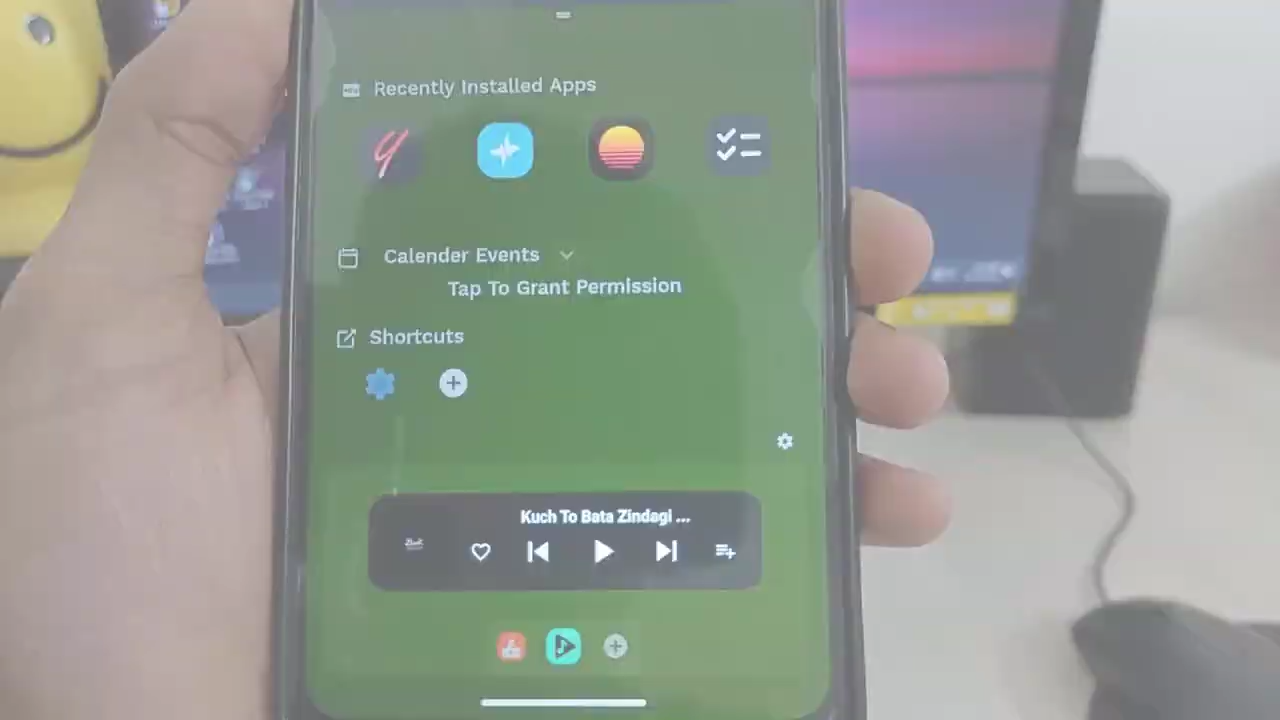 Recently Installed Apps
Calender Events
Tap To Grant Permission
Shortcuts
Kuch To Bata Zindagi ...